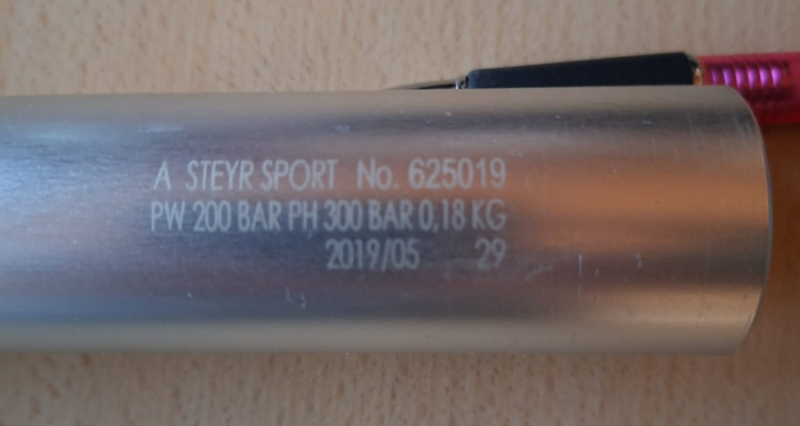 A STEYR SPORT No. 625019
PW 200 BAR PH 300 BAR 0,18 KG
2019/05 29